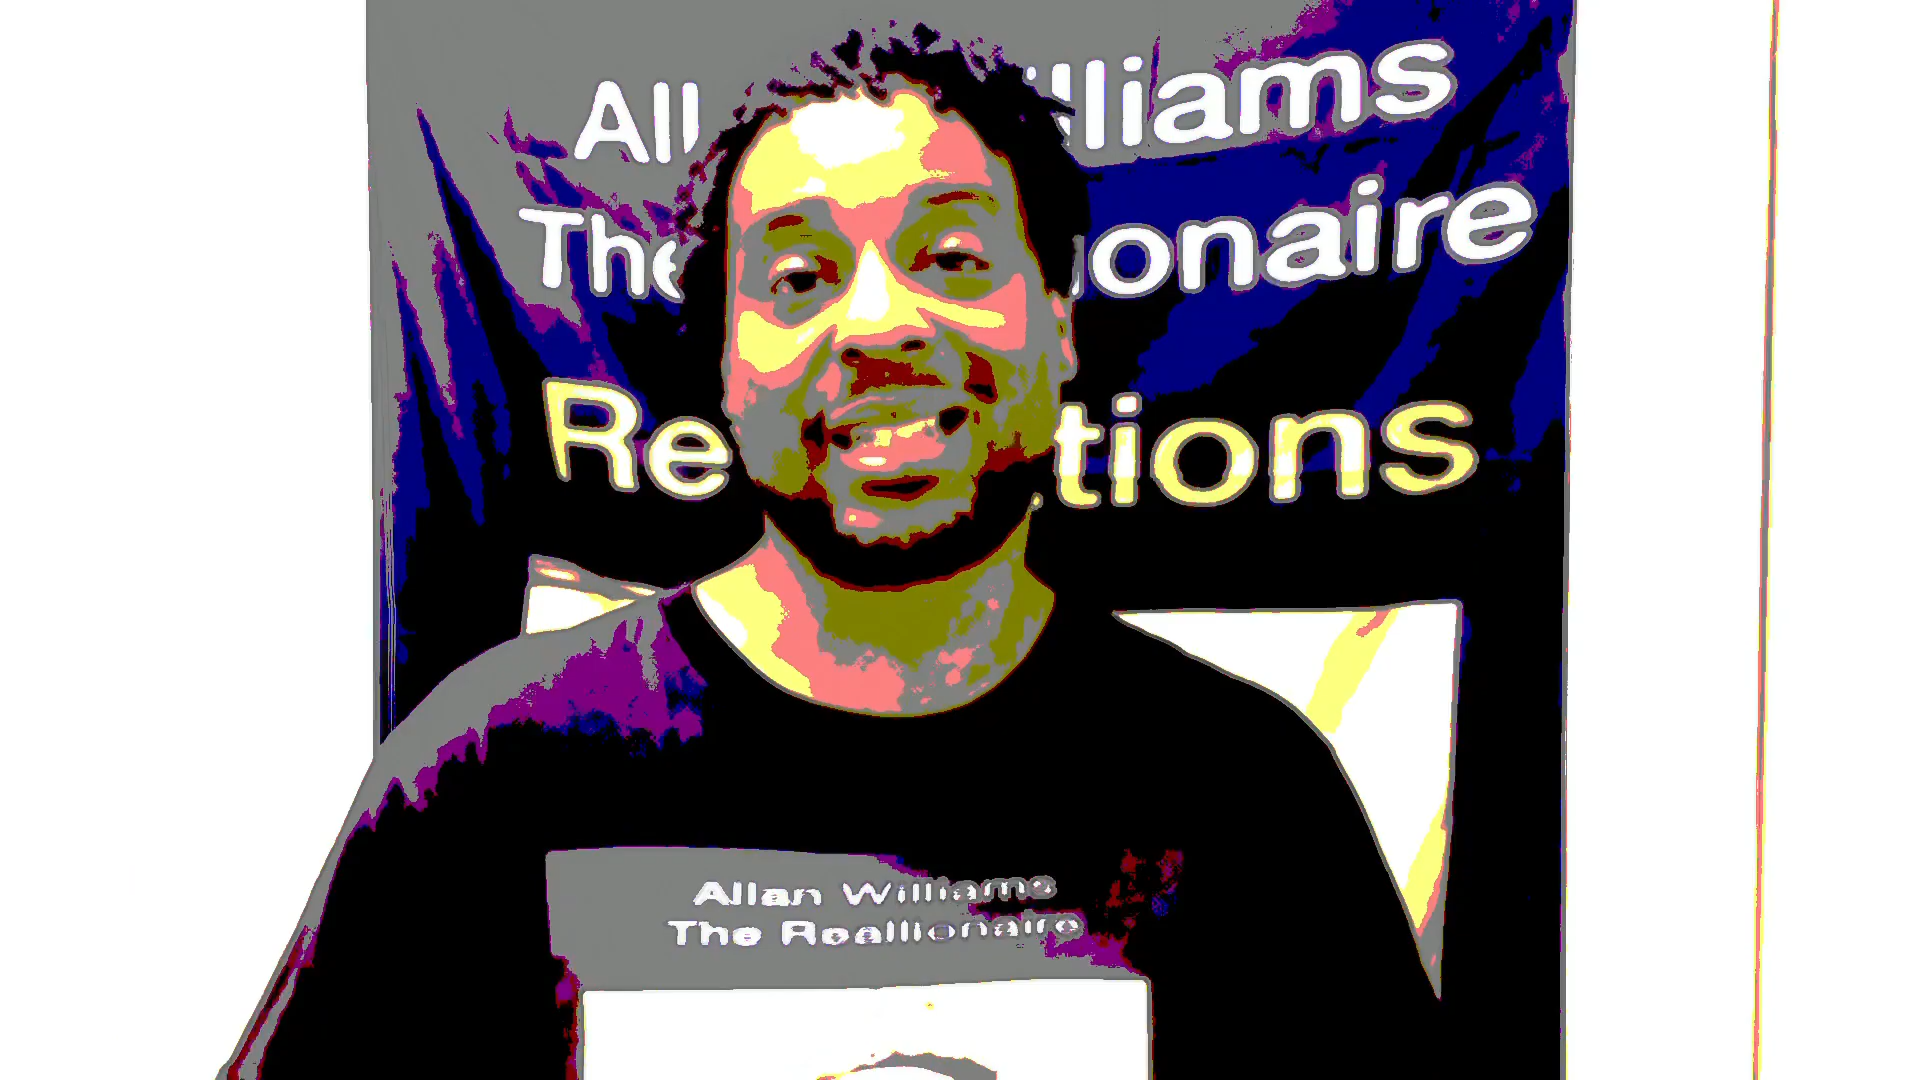 All lliams
The onaire
Re tions
Allan Williams
The Reallionaire